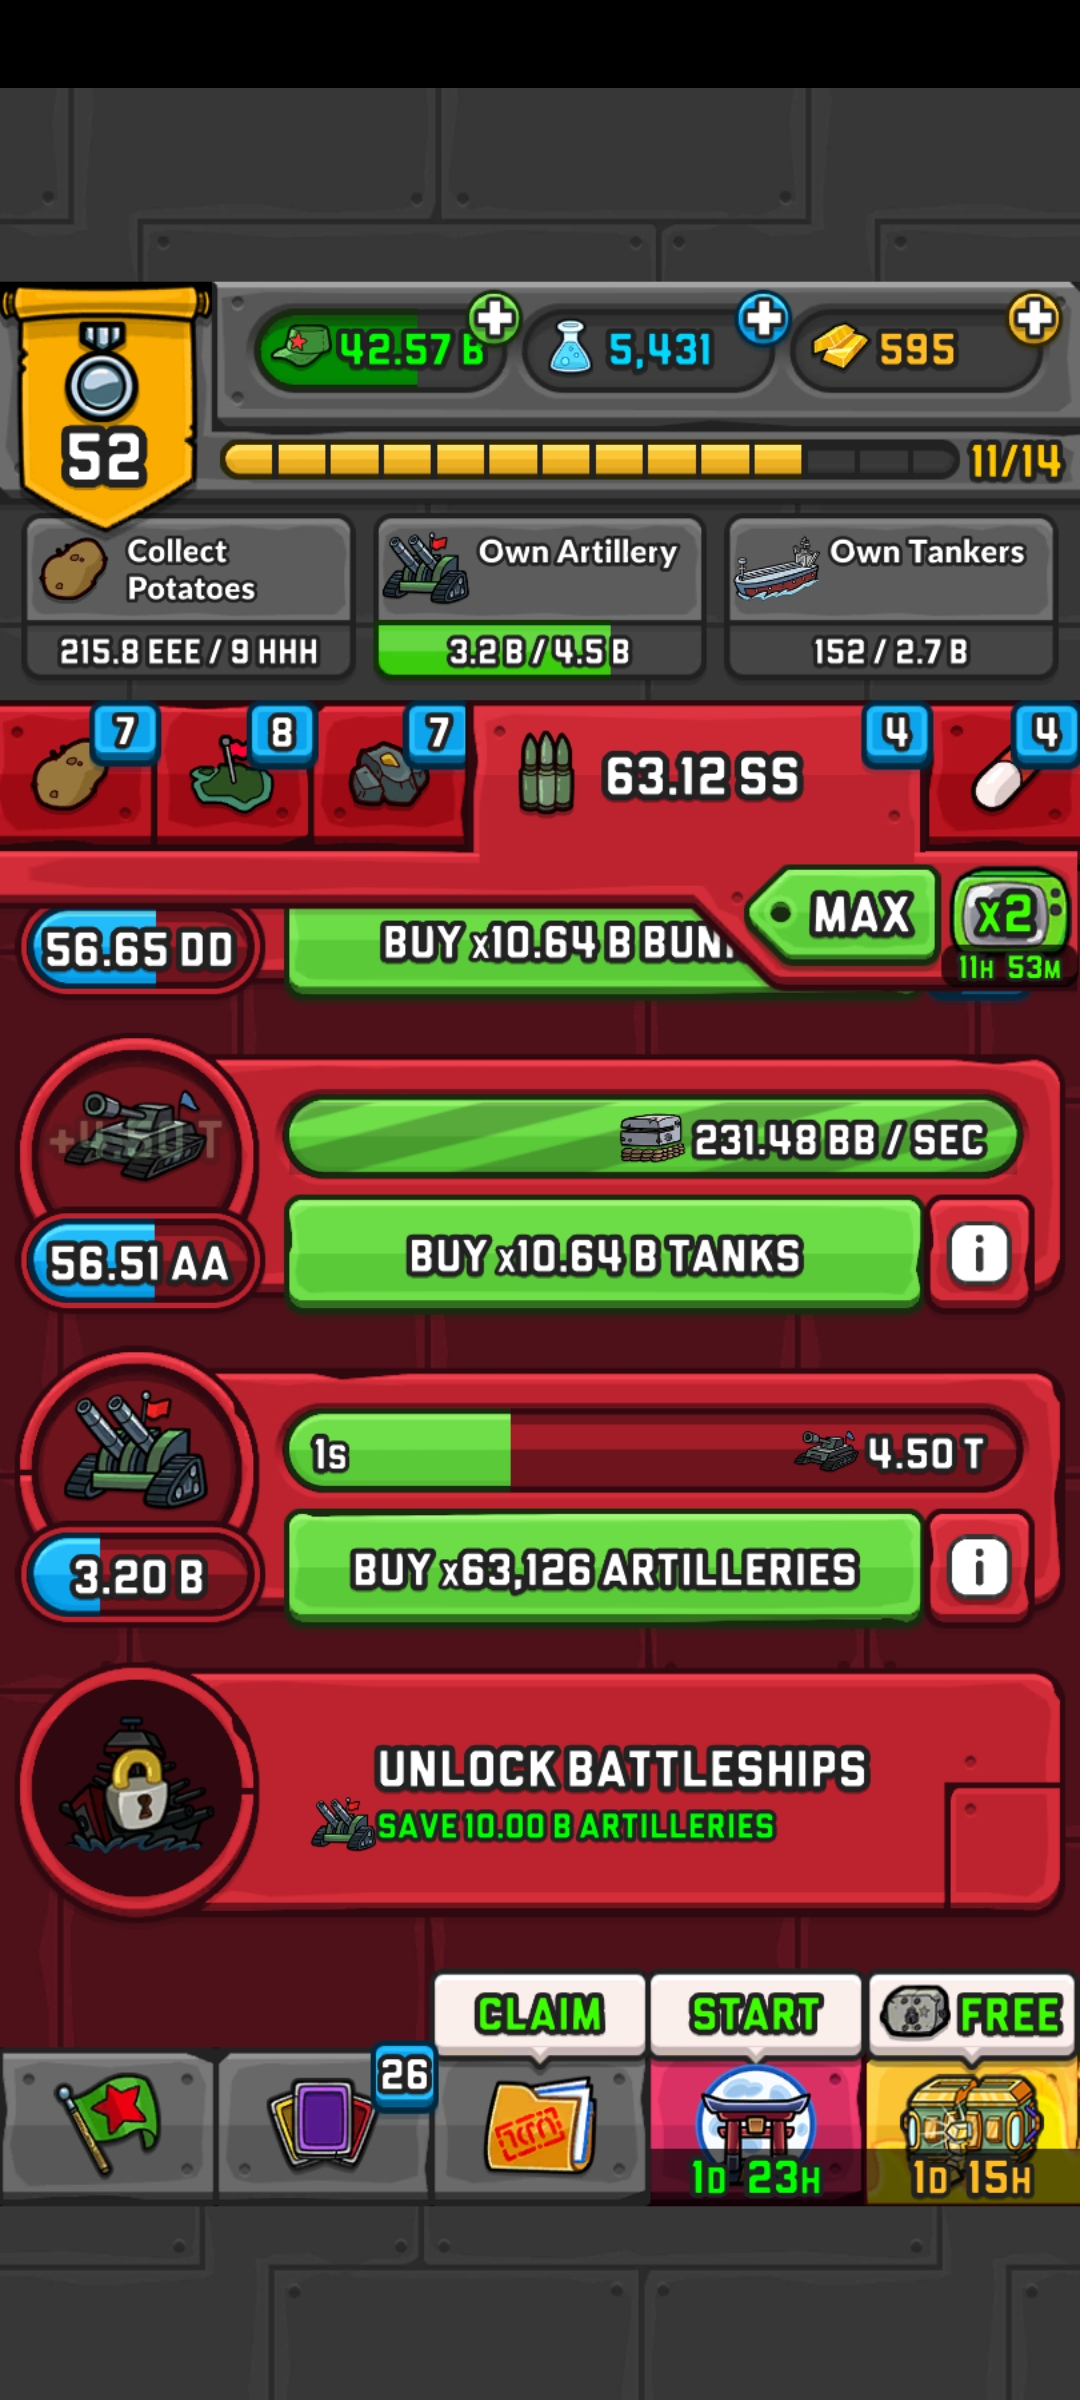 52
42.57 B
5,431
595
11/14
Collect
Potatoes
Own Artillery
Own Tankers
215.8 EEE / 9 HHH
3.2 B / 4.5 B
152 / 2.7 B
7
8
7
63.12 SS
4
4
MAX
x2
11H 53M
56.65 DD
BUY x10.64 B
231.48 BB / SEC
56.51 AA
BUY x10.64 B TANKS
i
1s
4.50 T
3.20 B
BUY x63,126 ARTILLERIES
i
UNLOCK BATTLESHIPS
SAVE 10.00 B ARTILLERIES
CLAIM
START
FREE
26
1D 23H
1D 15H